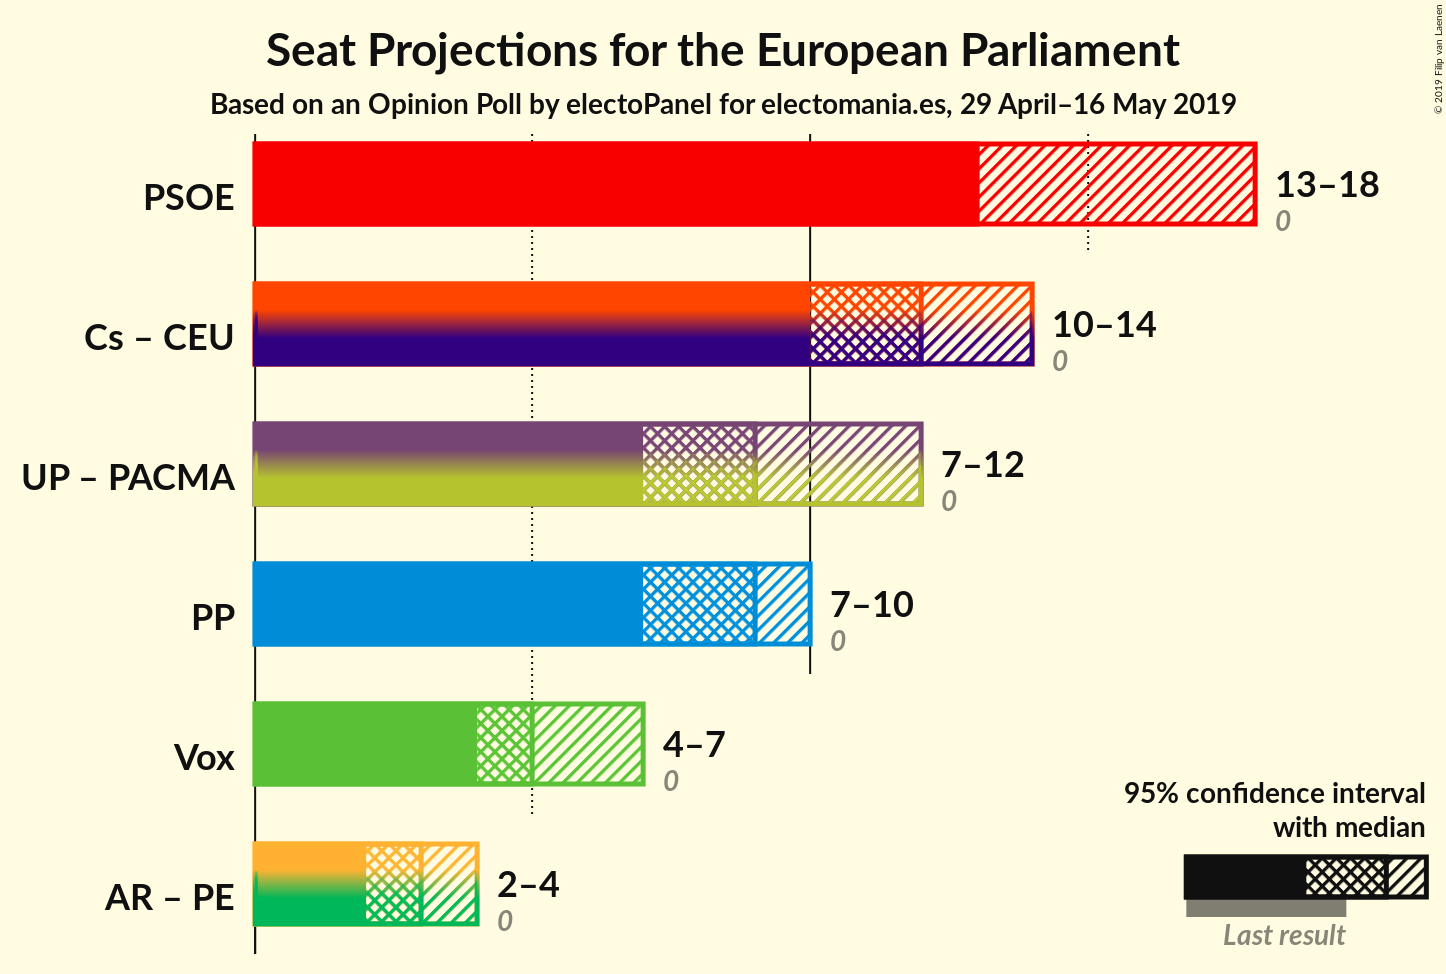 Seat Projections for the European Parliament
Based on an Opinion Poll by electoPanel for electomania.es, 29 April–16 May 2019
© 2019 Filip van Laenen
PSOE
13–18
0
Cs – CEU
10–14
0
UP – PACMA
7–12
0
PP
7–10
0
Vox
4–7
0
AR – PE
2–4
0
95% confidence interval
with median
Last result